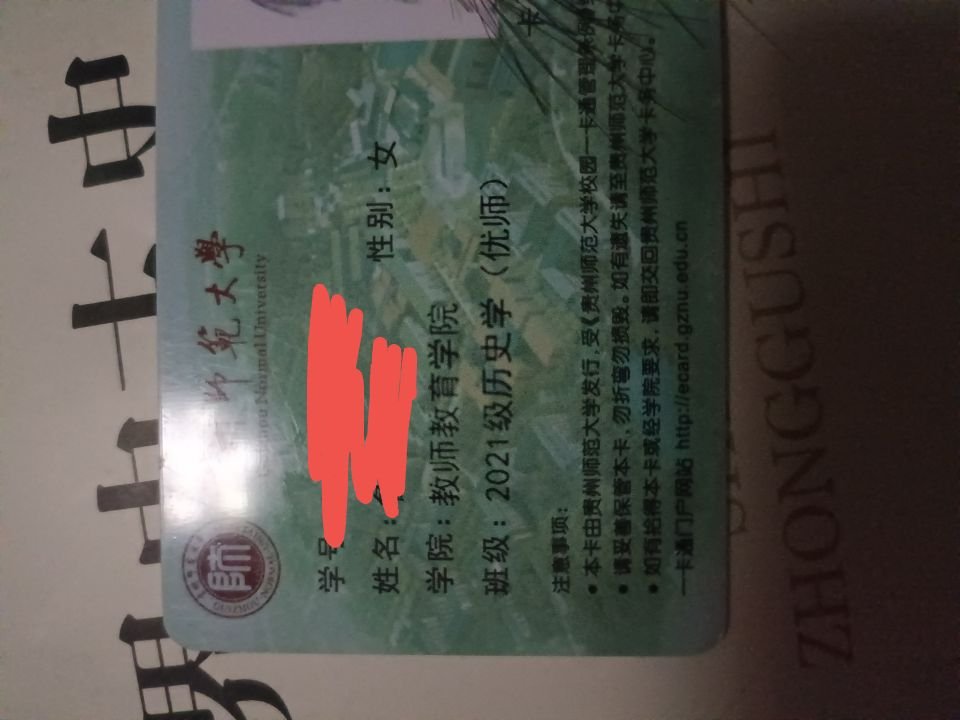 師範大學
Normal University
学号
姓名：
性别：女
学院：教师教育学院
班级：2021级历史学（优师）
卡
注意事项：
• 本卡由贵州师范大学发行，受《贵州师范大学校园一卡通管理条例
• 请妥善保管本卡，勿折弯勿损毁。如有遗失请至贵州师范大学卡务中
• 如有拾得本卡或经学院要求，请即交回贵州师范大学卡务中心。
一卡通门户网站 http://ecard.gznu.edu.cn
ZHONGGUSHI